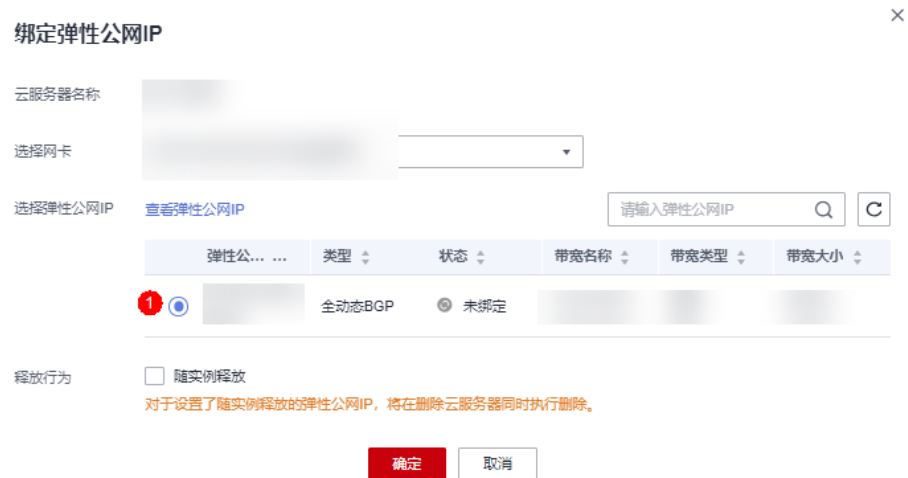 绑定弹性公网IP
云服务器名称
选择网卡
选择弹性公网IP 查看弹性公网IP 请输入弹性公网IP
弹性公... ... 类型 状态 带宽名称 带宽类型 带宽大小
1 全动态BGP 未绑定
释放行为 随实例释放
对于设置了随实例释放的弹性公网IP，将在删除云服务器同时执行删除。
确定 取消